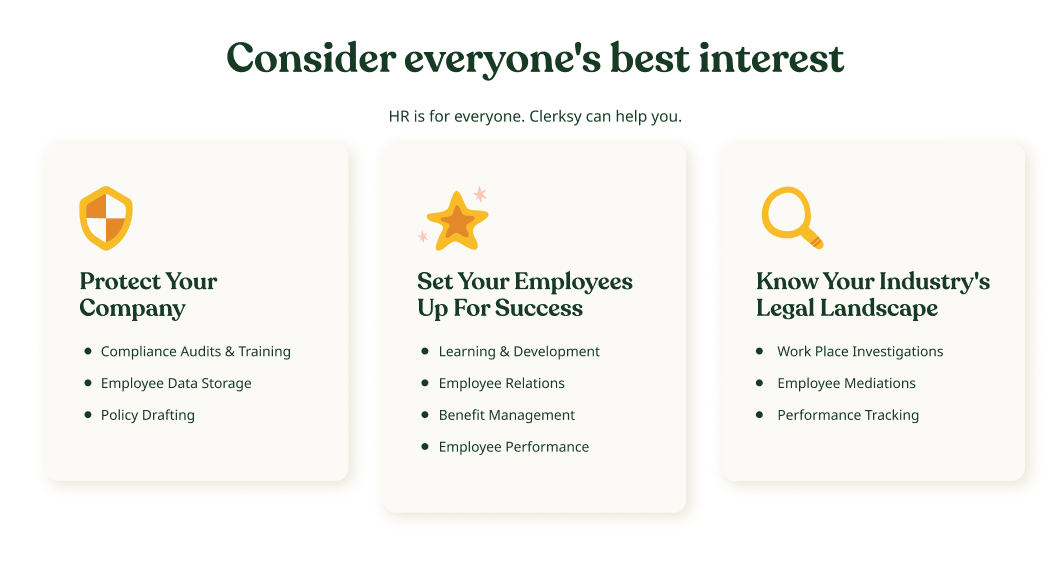 Consider everyone's best interest
HR is for everyone. Clerksy can help you.
Protect Your
Company
Compliance Audits & Training
Employee Data Storage
Policy Drafting
Set Your Employees
Up For Success
Learning & Development
Employee Relations
Benefit Management
Employee Performance
Know Your Industry's
Legal Landscape
Work Place Investigations
Employee Mediations
Performance Tracking